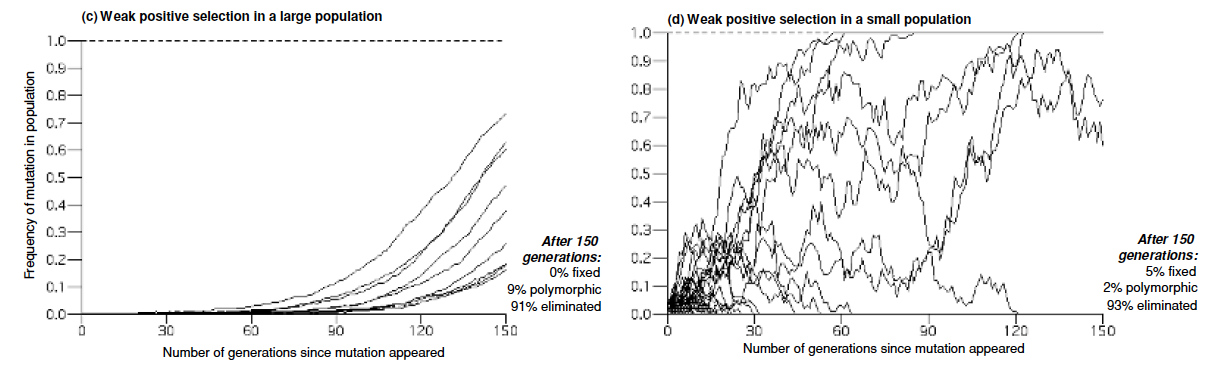 (c) Weak positive selection in a large population
Frequency of mutation in population
1.0
0.9
0.8
0.7
0.6
0.5
0.4
0.3
0.2
0.1
0.0
0 30 60 90 120 150
Number of generations since mutation appeared
After 150
generations:
0% fixed
9% polymorphic
91% eliminated
(d) Weak positive selection in a small population
1.0
0.9
0.8
0.7
0.6
0.5
0.4
0.3
0.2
0.1
0.0
0 30 60 90 120 150
Number of generations since mutation appeared
After 150
generations:
5% fixed
2% polymorphic
93% eliminated